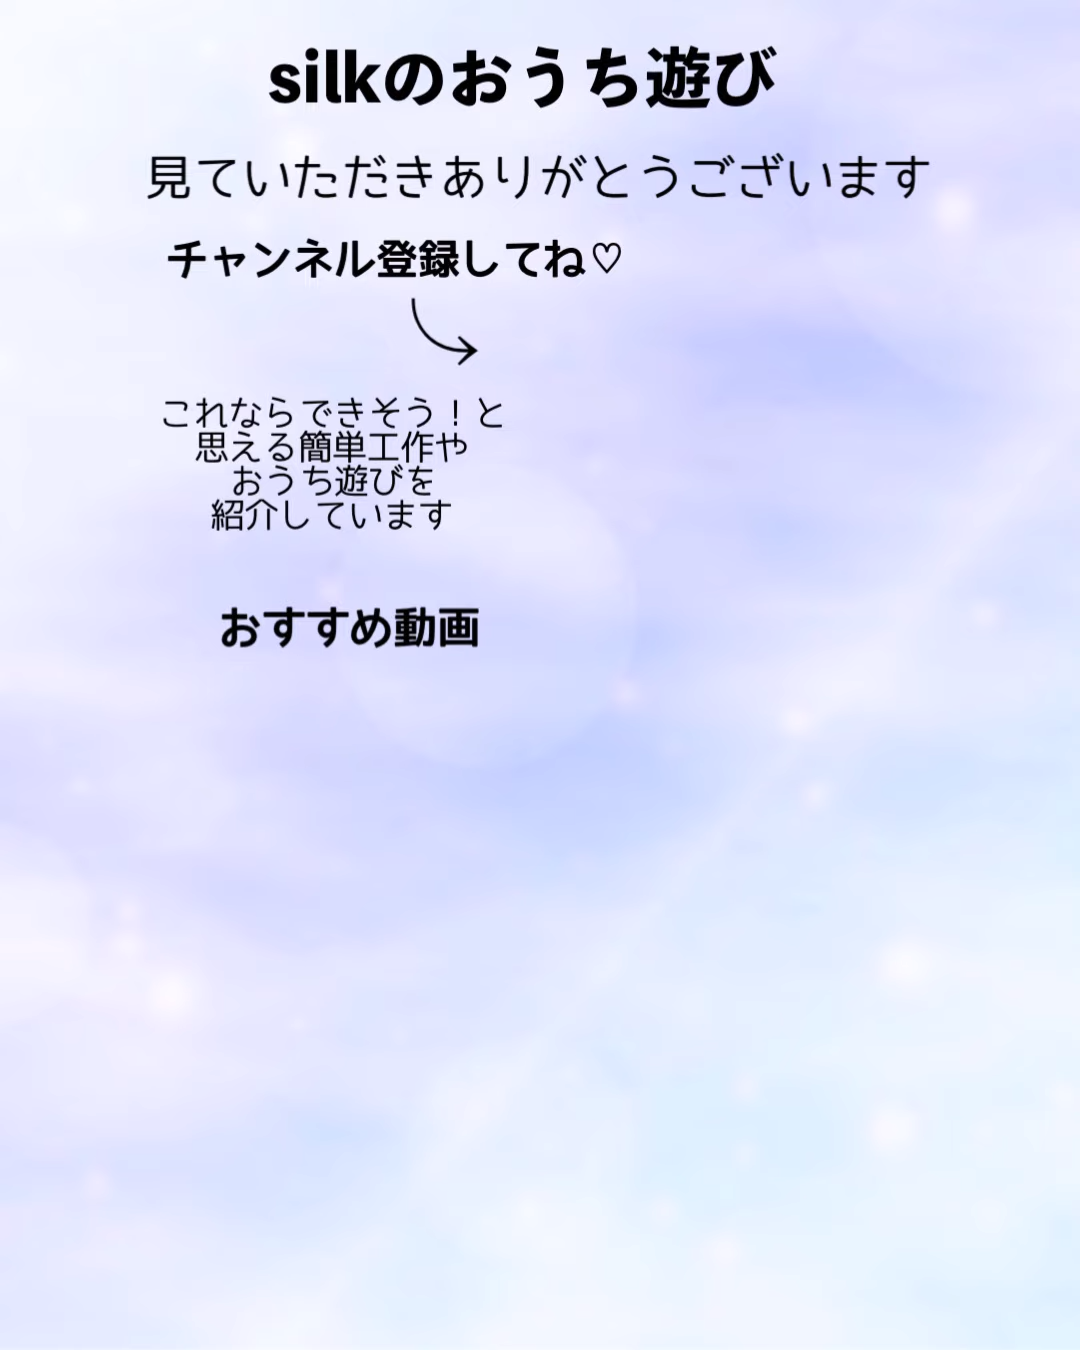 silkのおうち遊び
見ていただきありがとうございます
チャンネル登録してね♡
これならできそう！と
思える簡単工作や
おうち遊びを
紹介しています
おすすめ動画